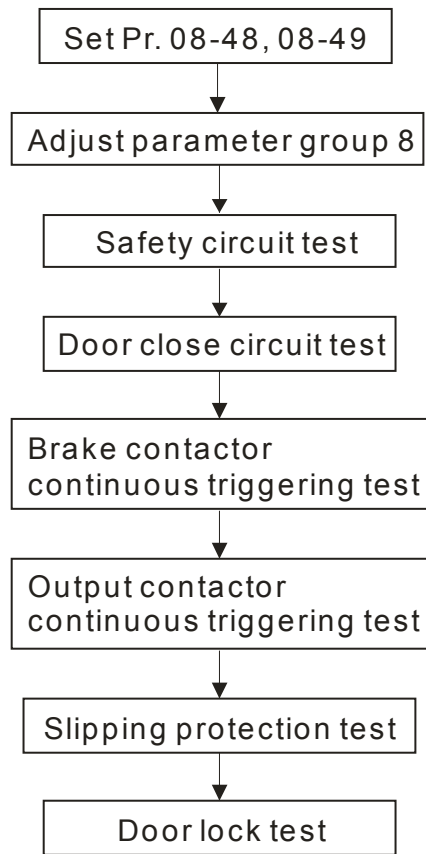 Set Pr. 08-48, 08-49
Adjust parameter group 8
Safety circuit test
Door close circuit test
Brake contactor
continuous triggering test
Output contactor
continuous triggering test
Slipping protection test
Door lock test